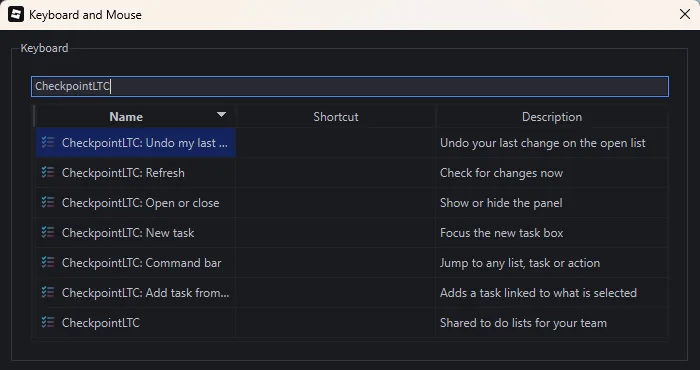 Keyboard and Mouse
Keyboard
CheckpointLTC
Name Shortcut Description
CheckpointLTC: Undo my last ... Undo your last change on the open list
CheckpointLTC: Refresh Check for changes now
CheckpointLTC: Open or close Show or hide the panel
CheckpointLTC: New task Focus the new task box
CheckpointLTC: Command bar Jump to any list, task or action
CheckpointLTC: Add task from... Adds a task linked to what is selected
CheckpointLTC Shared to do lists for your team